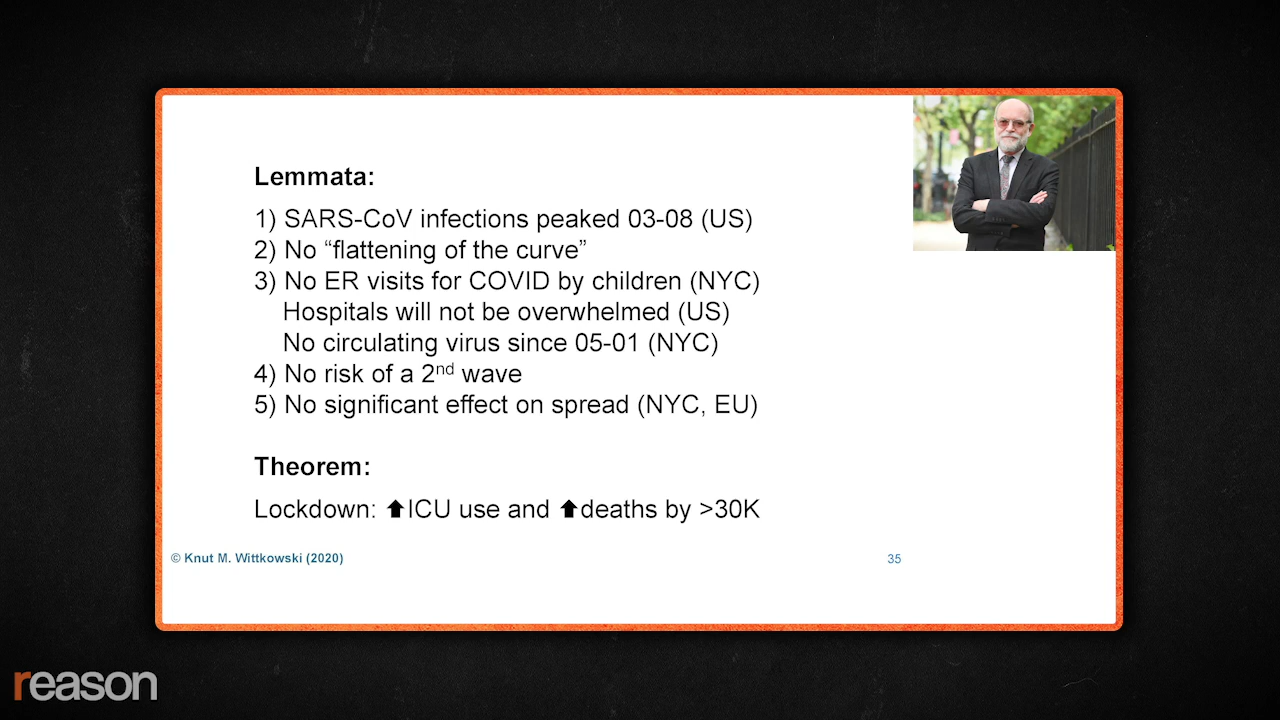 Lemmata:
1) SARS-CoV infections peaked 03-08 (US)
2) No “flattening of the curve”
3) No ER visits for COVID by children (NYC)
Hospitals will not be overwhelmed (US)
No circulating virus since 05-01 (NYC)
4) No risk of a 2nd wave
5) No significant effect on spread (NYC, EU)
Theorem:
Lockdown: ⬆ICU use and ⬆deaths by >30K
© Knut M. Wittkowski (2020)
35
reason